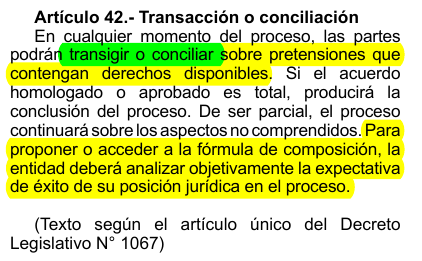 Artículo 42.- Transacción o conciliación
En cualquier momento del proceso, las partes
podrán transigir o conciliar sobre pretensiones que
contengan derechos disponibles. Si el acuerdo
homologado o aprobado es total, producirá la
conclusión del proceso. De ser parcial, el proceso
continuará sobre los aspectos no comprendidos. Para
proponer o acceder a la fórmula de composición, la
entidad deberá analizar objetivamente la expectativa
de éxito de su posición jurídica en el proceso.
(Texto según el artículo único del Decreto
Legislativo N° 1067)